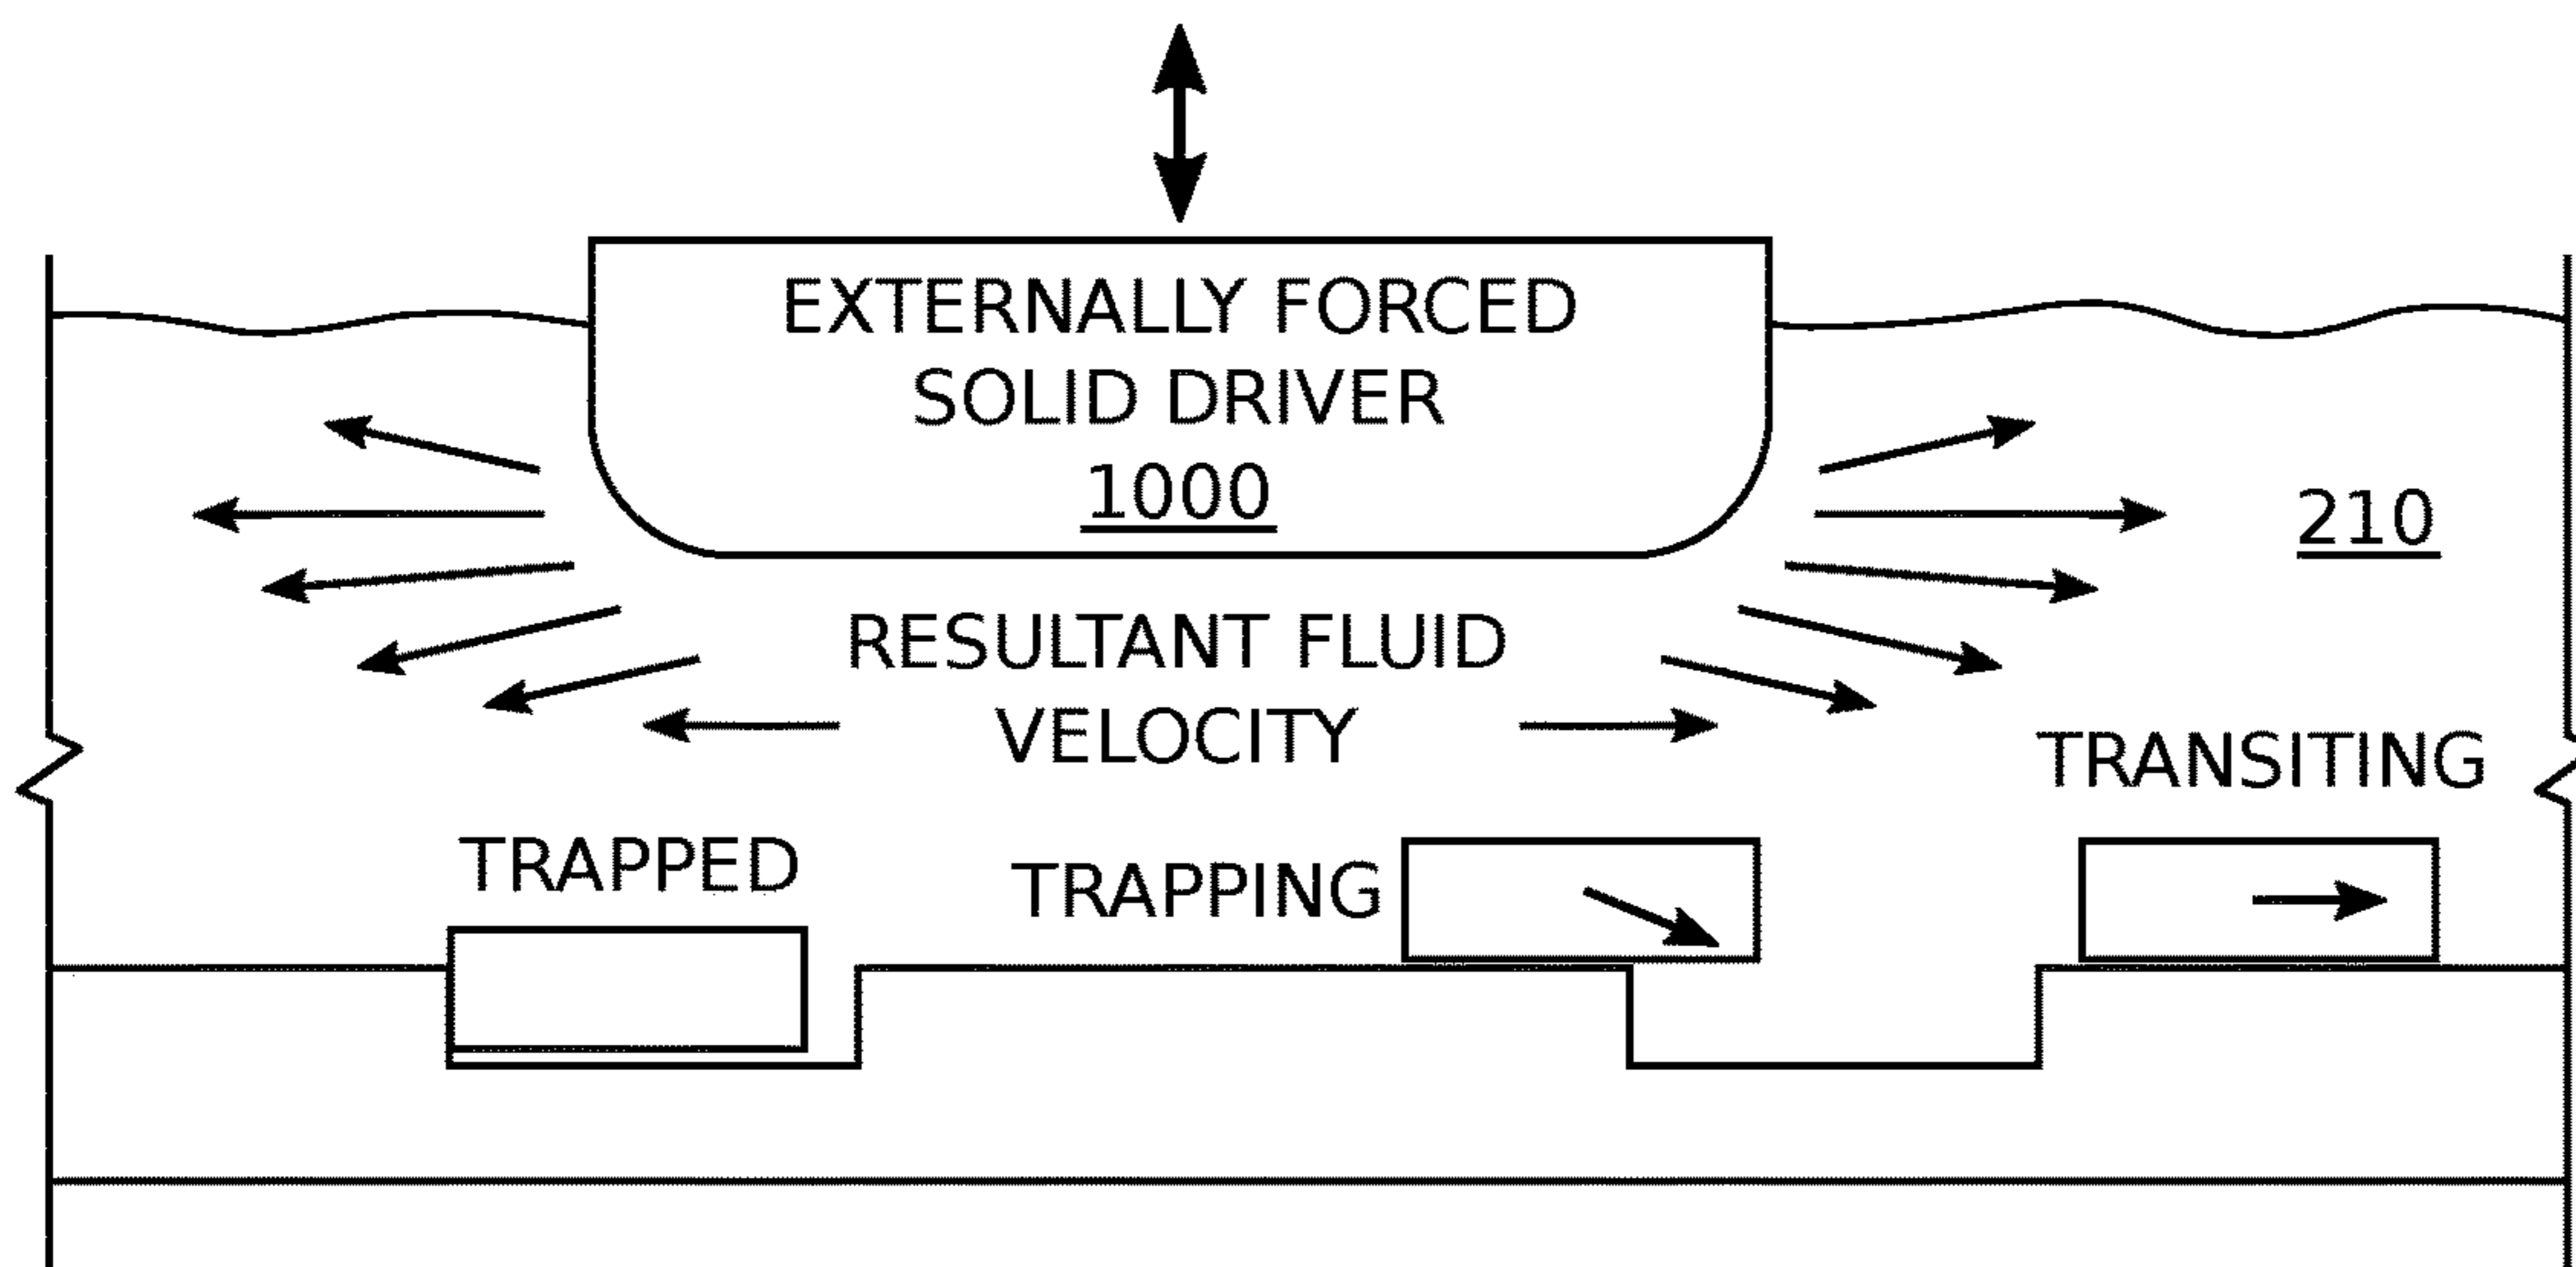 EXTERNALLY FORCED
SOLID DRIVER
1000
210
RESULTANT FLUID
VELOCITY
TRANSITING
TRAPPED
TRAPPING